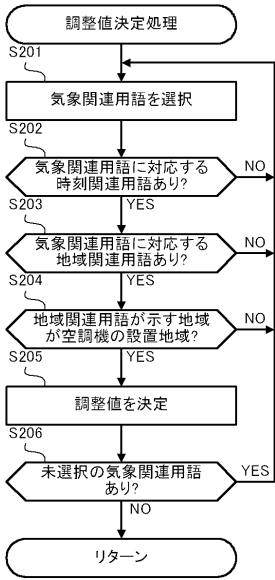 調整値決定処理
S201
気象関連用語を選択
S202
気象関連用語に対応する
時刻関連用語あり?
NO
YES
S203
気象関連用語に対応する
地域関連用語あり?
NO
YES
S204
地域関連用語が示す地域
が空調機の設置地域?
NO
YES
S205
調整値を決定
S206
未選択の気象関連用語
あり?
YES
NO
リターン